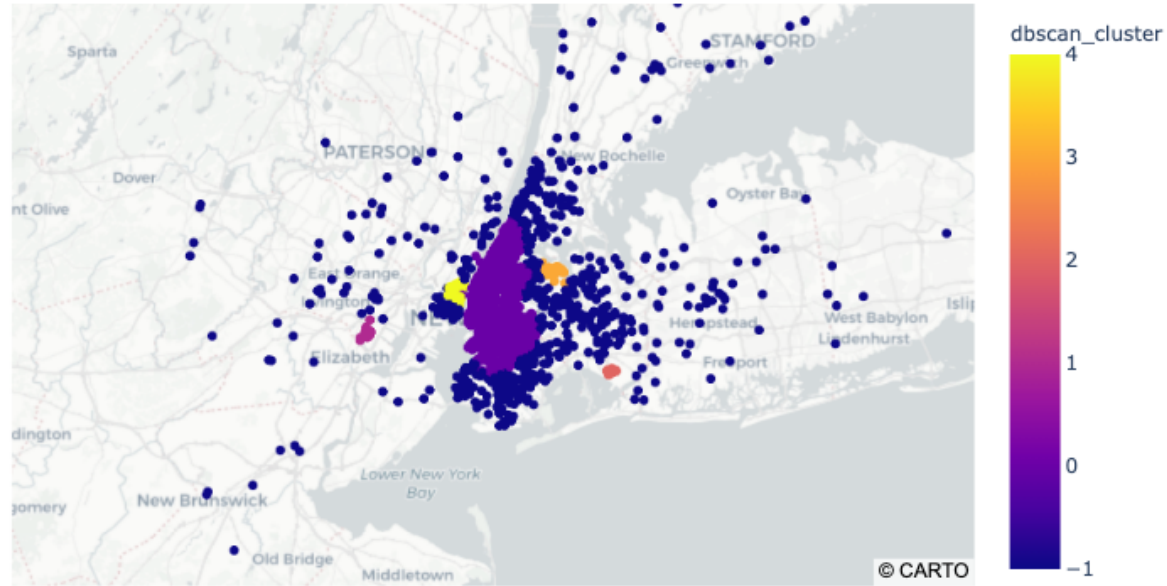 dbscan_cluster
4
3
2
1
0
−1
Sparta
STAMFORD
Greenwich
PATERSON
New Rochelle
Dover
Oyster Bay
nt Olive
East Orange
Irvington
NE
Islip
West Babylon
Hempstead
Lindenhurst
Elizabeth
Freeport
dington
Lower New York
Bay
New Brunswick
gomery
Old Bridge
Middletown
© CARTO